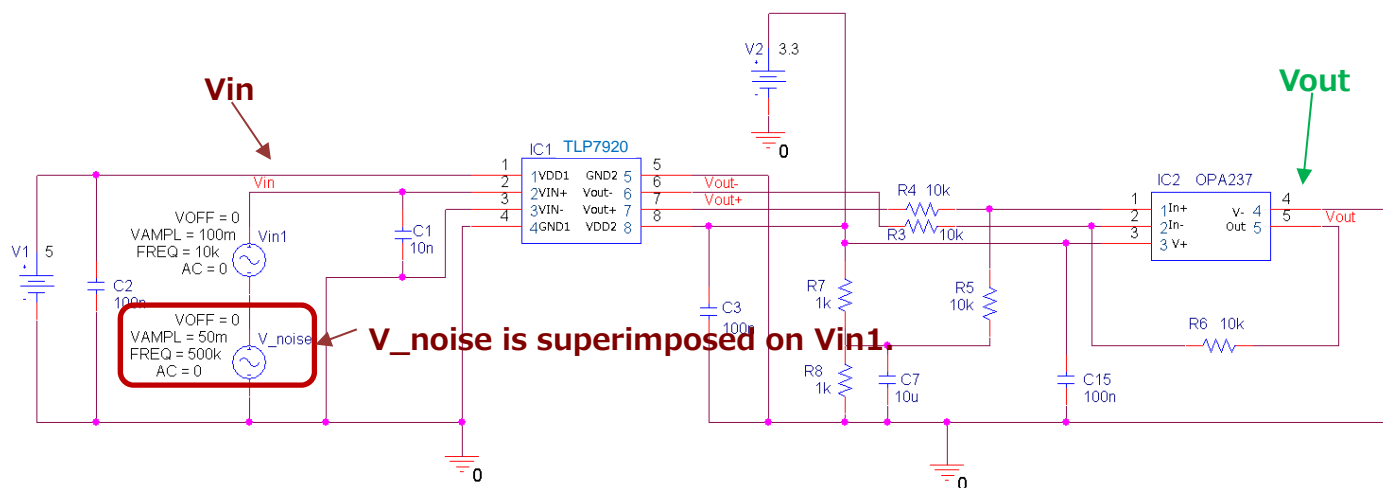 Vin
V2 3.3
0
Vout
IC1 TLP7920
1 1 VDD1 GND2 5 5
2 2 VIN+ Vout- 6 6
3 3 VIN- Vout+ 7 7
4 4 GND1 VDD2 8 8
Vin
Vout-
Vout+
R4 10k
R3 10k
IC2 OPA237
1 1 In+ V- 4 4
2 2 In- Out 5 5
3 3 V+
Vout
VOFF = 0
VAMPL = 100m
FREQ = 10k
AC = 0
Vin1
C1
10n
V1 5
C2
100n
VOFF = 0
VAMPL = 50m
FREQ = 500k
AC = 0
V_noise
V_noise is superimposed on Vin1.
C3
100n
R7
1k
R5
10k
R6 10k
R8
1k
C7
10u
C15
100n
0
0